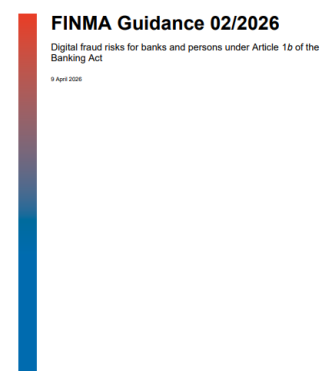 FINMA Guidance 02/2026
Digital fraud risks for banks and persons under Article 1b of the
Banking Act
9 April 2026